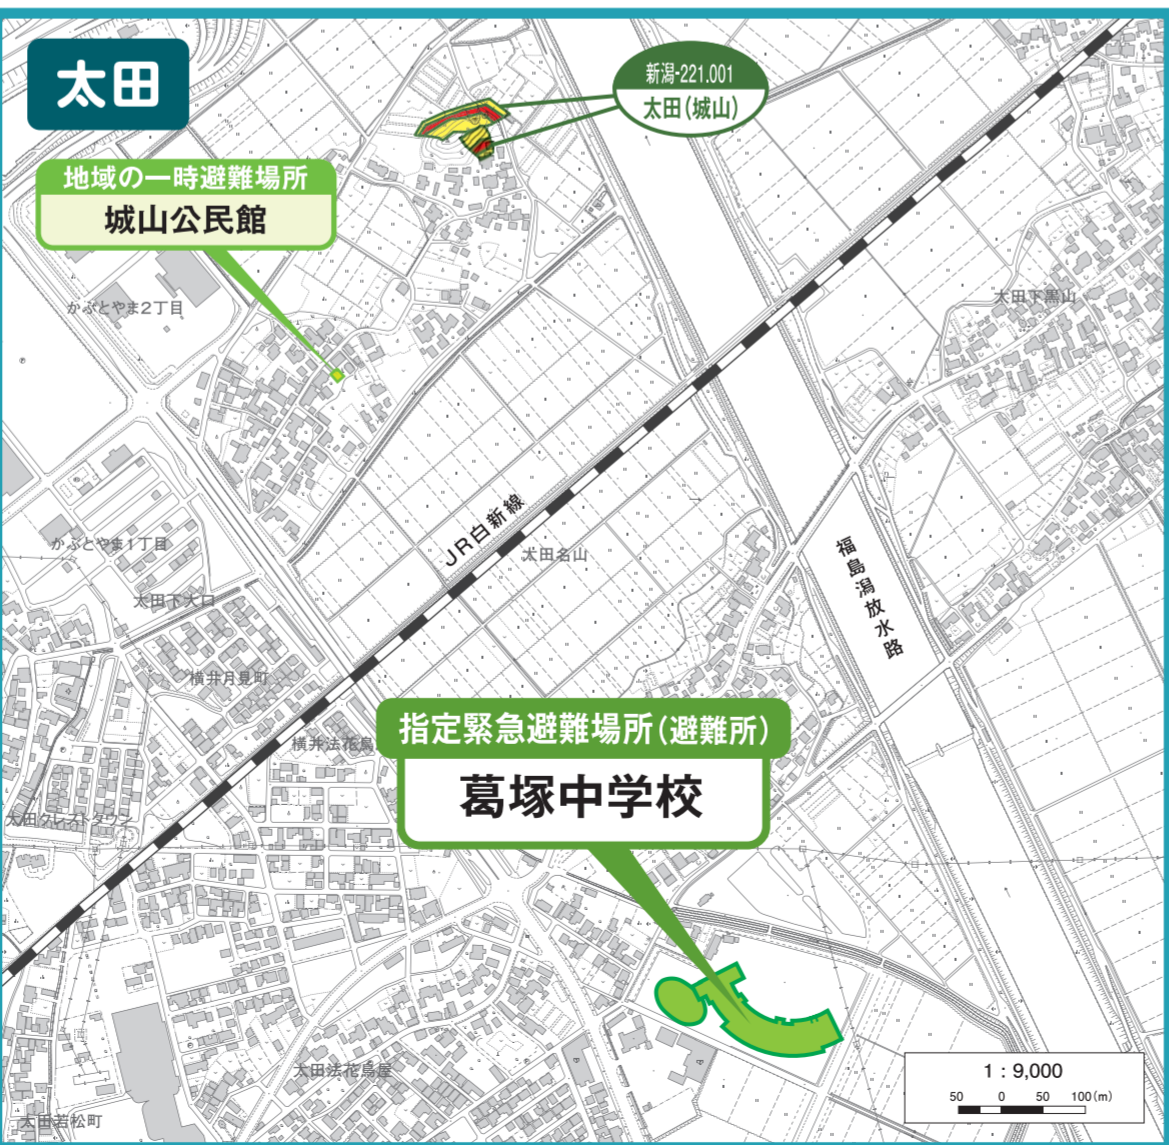 太田
新潟-221.001
太田(城山)
地域の一時避難場所
城山公民館
かぶとやま2丁目
太田下黒山
JR白新線
太田名山
かぶとやま1丁目
福島潟放水路
太田下大口
横井月見町
指定緊急避難場所(避難所)
葛塚中学校
横井法花鳥
太田クレストタウン
太田法花鳥屋
太田若松町
1:9,000
50 0 50 100(m)